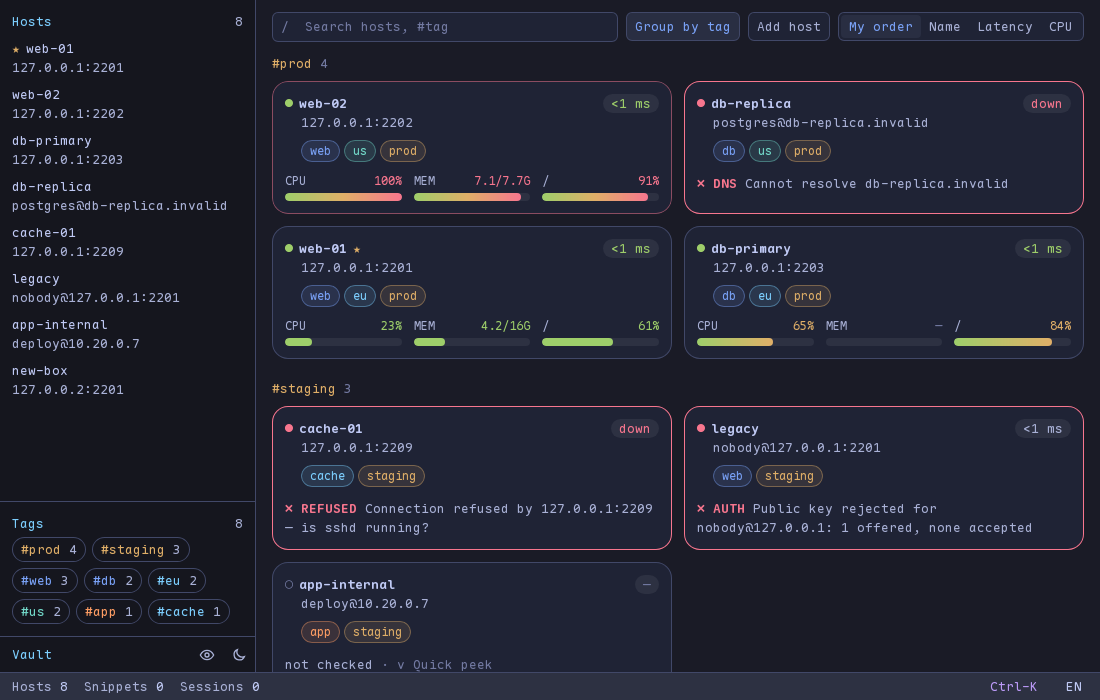 Hosts 8
★ web-01
127.0.0.1:2201
web-02
127.0.0.1:2202
db-primary
127.0.0.1:2203
db-replica
postgres@db-replica.invalid
cache-01
127.0.0.1:2209
legacy
nobody@127.0.0.1:2201
app-internal
deploy@10.20.0.7
new-box
127.0.0.2:2201
Tags 8
#prod 4 #staging 3
#web 3 #db 2 #eu 2
#us 2 #app 1 #cache 1
Vault
/ Search hosts, #tag Group by tag Add host My order Name Latency CPU
#prod 4
web-02 <1 ms
127.0.0.1:2202
web us prod
CPU 100% MEM 7.1/7.7G / 91%
db-replica down
postgres@db-replica.invalid
db us prod
× DNS Cannot resolve db-replica.invalid
web-01 ★ <1 ms
127.0.0.1:2201
web eu prod
CPU 23% MEM 4.2/16G / 61%
db-primary <1 ms
127.0.0.1:2203
db eu prod
CPU 65% MEM — / 84%
#staging 3
cache-01 down
127.0.0.1:2209
cache staging
× REFUSED Connection refused by 127.0.0.1:2209
— is sshd running?
legacy <1 ms
nobody@127.0.0.1:2201
web staging
× AUTH Public key rejected for
nobody@127.0.0.1: 1 offered, none accepted
app-internal —
deploy@10.20.0.7
app staging
not checked · v Quick peek
Hosts 8 Snippets 0 Sessions 0 Ctrl-K EN